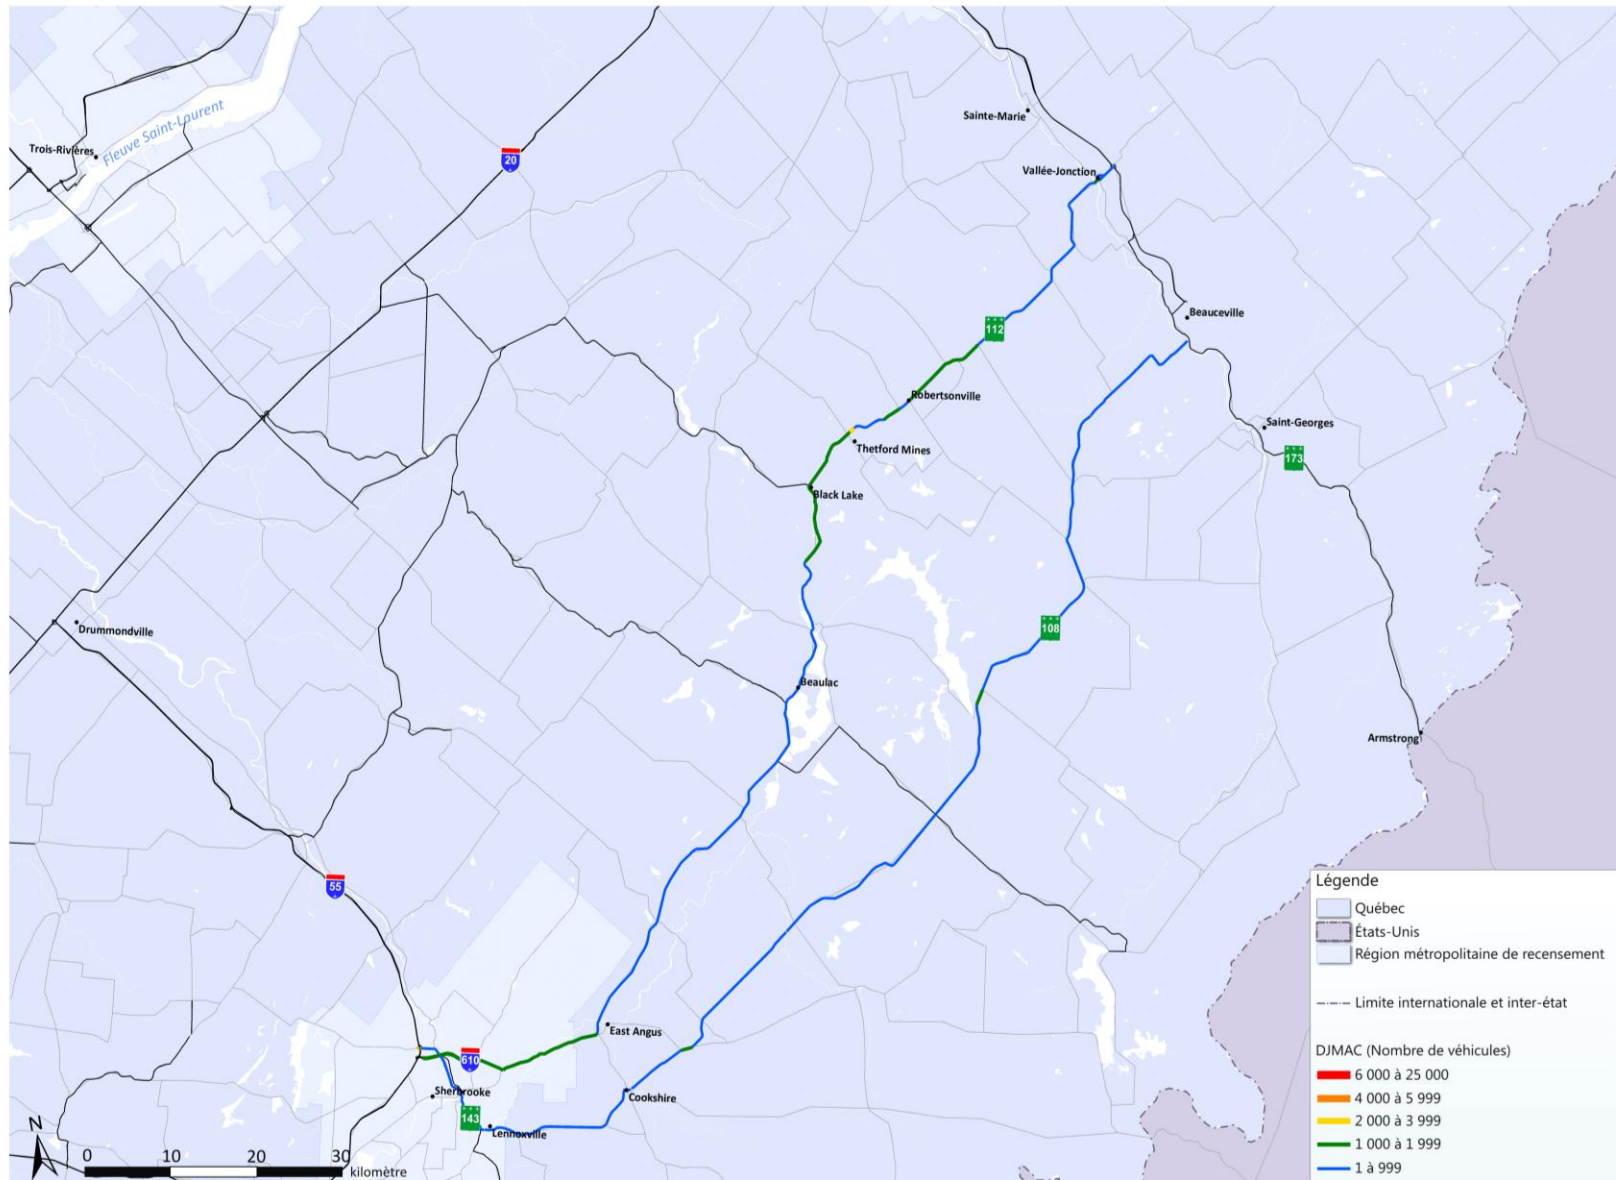 Sainte-Marie
Trois-Rivières
Fleuve Saint-Laurent
20
Vallée-Jonction
Beauceville
112
Robertsonville
Saint-Georges
173
Thetford Mines
Black Lake
108
Drummondville
Beaulac
Armstrong
55
East Angus
610
Sherbrooke
Cookshire
143
Lennoxville
N
0 10 20 30
kilomètre
Légende
Québec
États-Unis
Région métropolitaine de recensement
Limite internationale et inter-état
DJMAC (Nombre de véhicules)
6 000 à 25 000
4 000 à 5 999
2 000 à 3 999
1 000 à 1 999
1 à 999